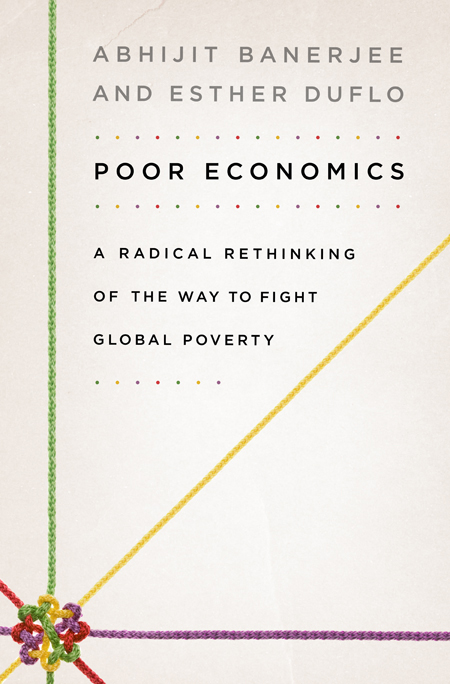 ABHIJIT BANERJEE
AND ESTHER DUFLO
POOR ECONOMICS
A RADICAL RETHINKING
OF THE WAY TO FIGHT
GLOBAL POVERTY